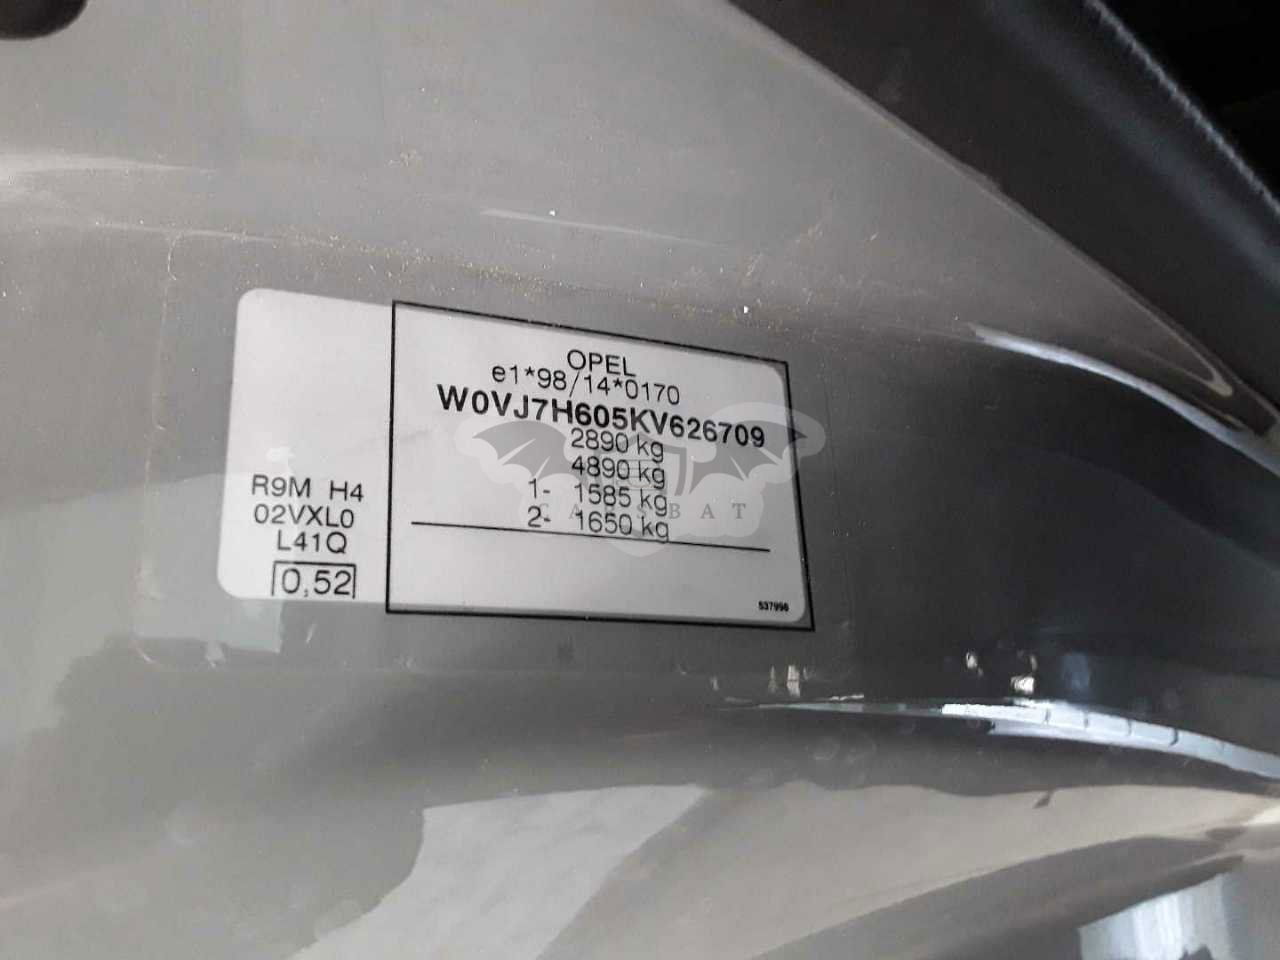 OPEL
e1*98/14*0170
W0VJ7H605KV626709
2890 kg
4890 kg
1- 1585 kg
2- 1650 kg
R9M H4
02VXL0
L41Q
0,52
537998
CARSBAT